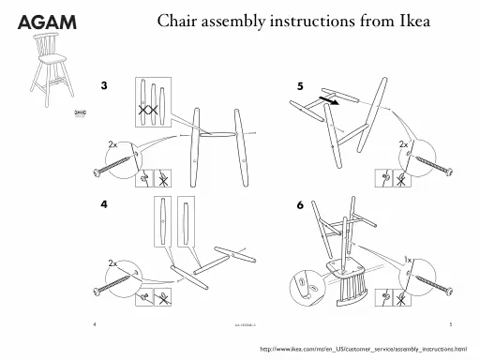 AGAM
Chair assembly instructions from Ikea
3
5
2x
2x
4
6
2x
1x
4
5
http://www.ikea.com/ms/en_US/customer_service/assembly_instructions.html